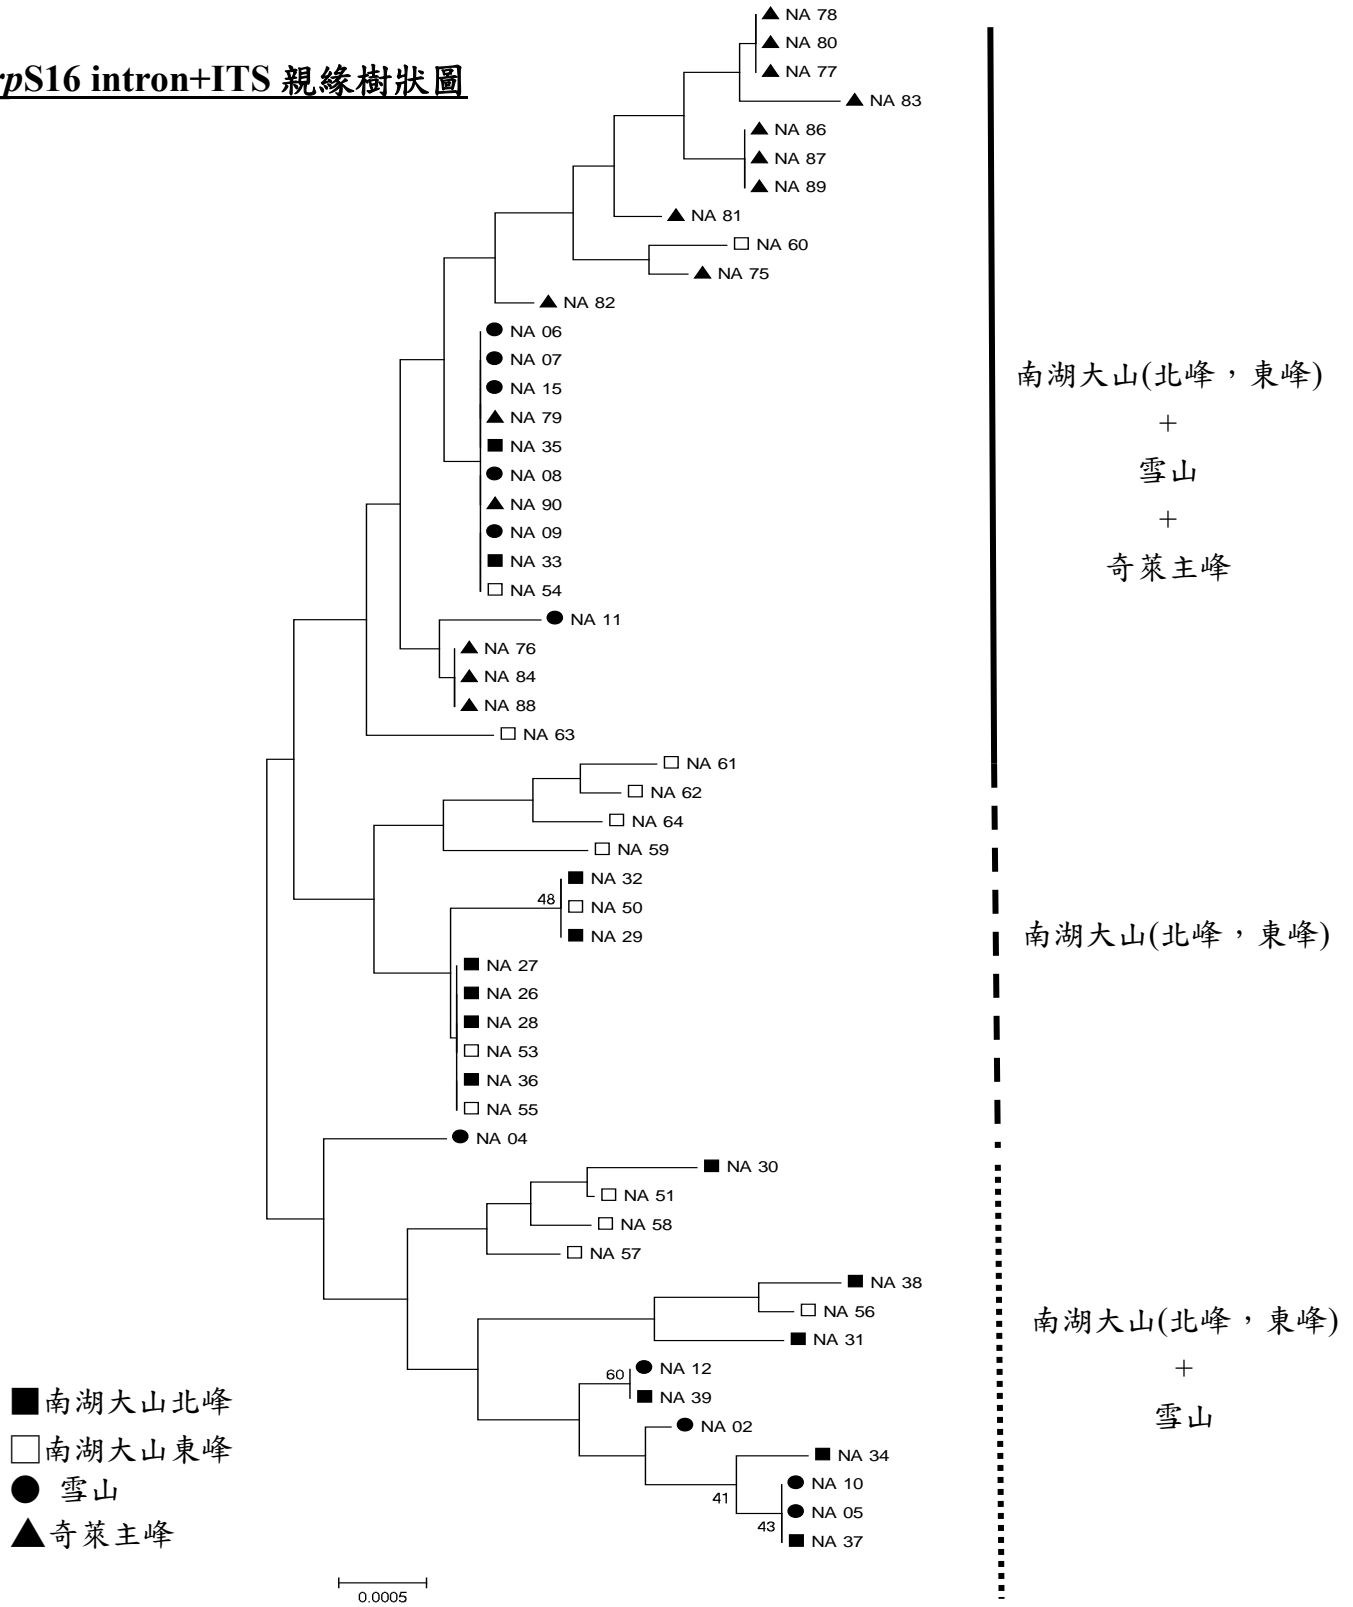 rpS16 intron+ITS 親緣樹狀圖
NA 78
NA 80
NA 77
NA 83
NA 86
NA 87
NA 89
NA 81
NA 60
NA 75
NA 82
NA 06
NA 07
NA 15
NA 79
NA 35
NA 08
NA 90
NA 09
NA 33
NA 54
NA 11
NA 76
NA 84
NA 88
NA 63
南湖大山(北峰，東峰)
+
雪山
+
奇萊主峰
NA 61
NA 62
NA 64
NA 59
NA 32
48
NA 50
NA 29
NA 27
NA 26
NA 28
NA 53
NA 36
NA 55
南湖大山(北峰，東峰)
NA 04
NA 30
NA 51
NA 58
NA 57
NA 38
NA 56
NA 31
60
NA 12
NA 39
NA 02
NA 34
41
NA 10
NA 05
43
NA 37
南湖大山(北峰，東峰)
+
雪山
南湖大山北峰
南湖大山東峰
雪山
奇萊主峰
0.0005